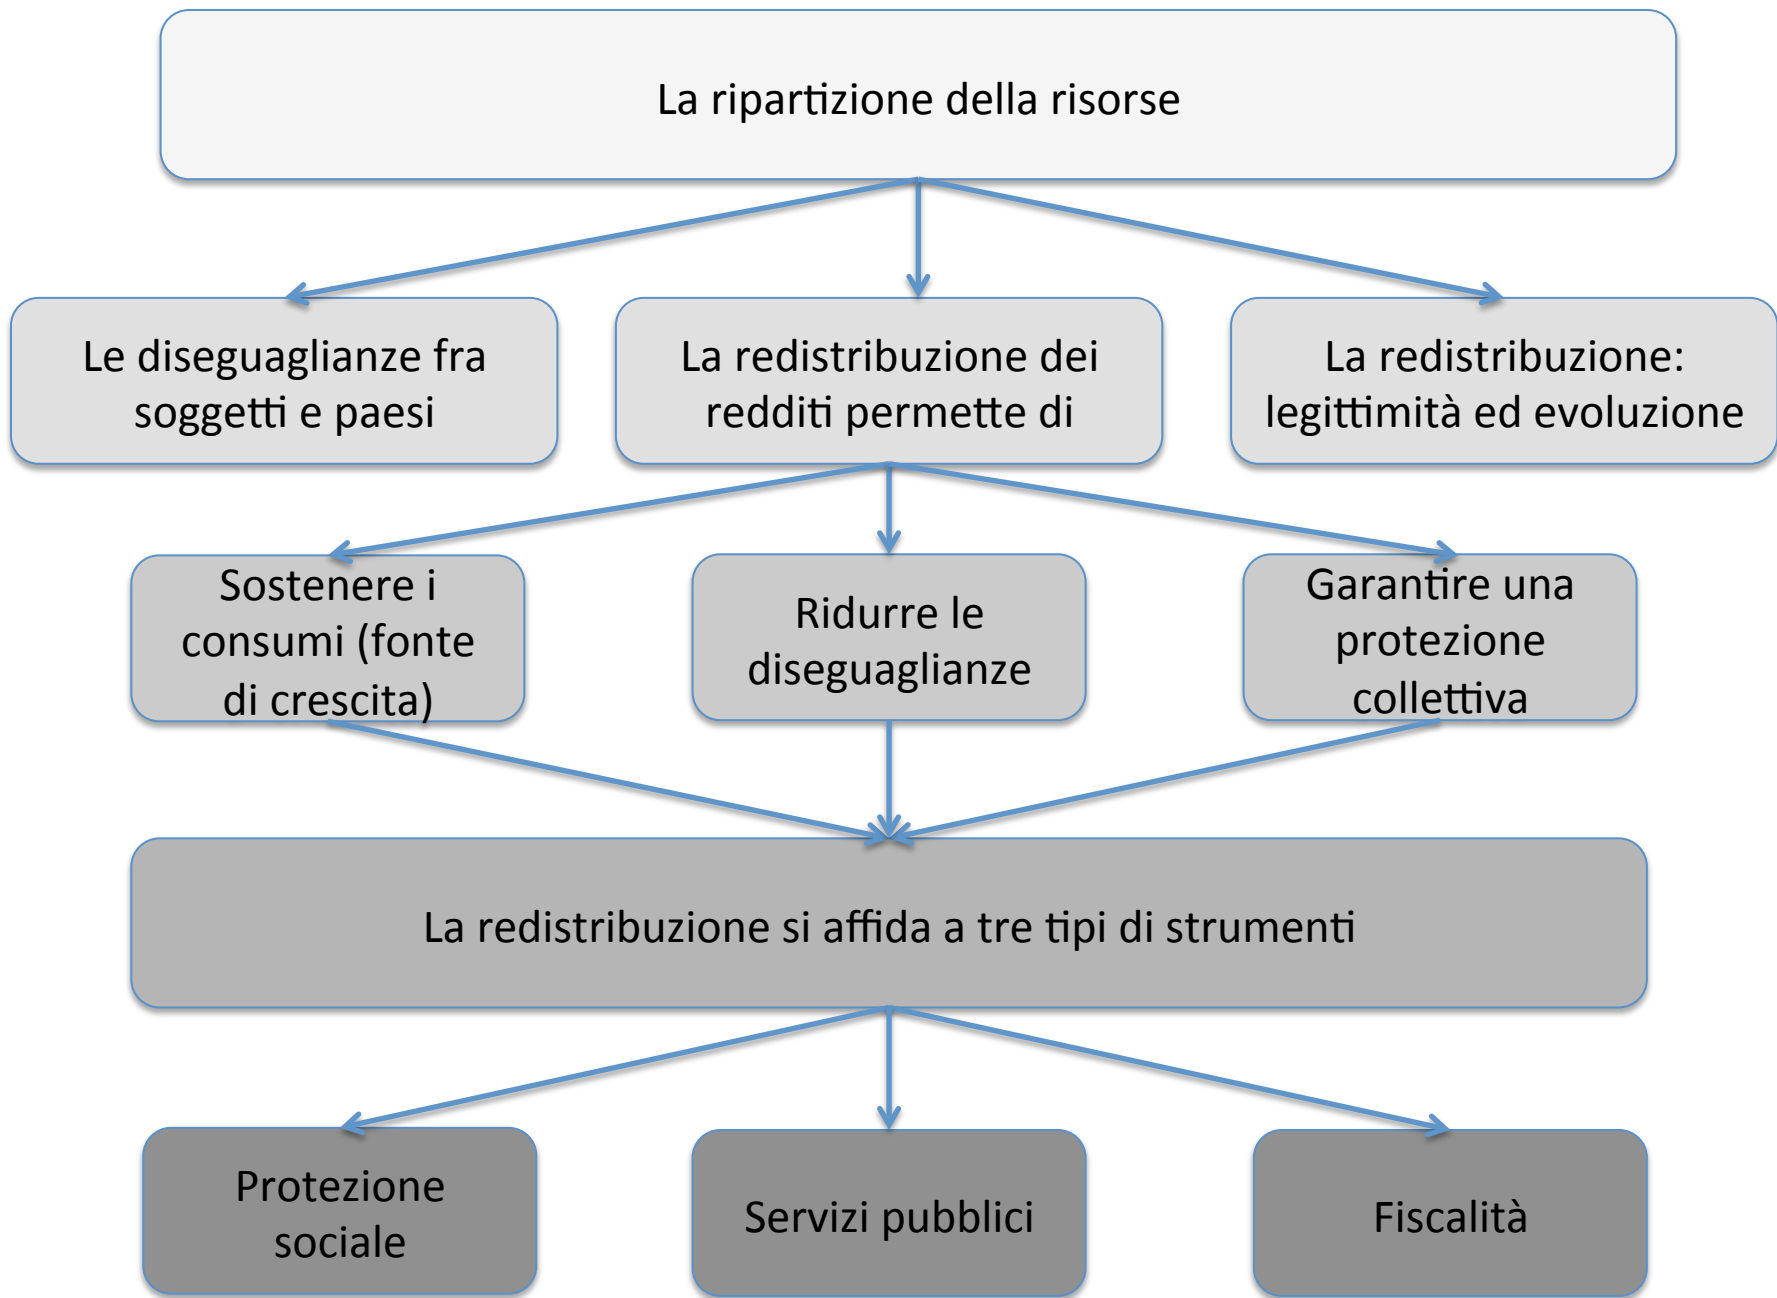 La ripartizione della risorse
Le diseguaglianze fra
soggetti e paesi
La redistribuzione dei
redditi permette di
La redistribuzione:
legittimità ed evoluzione
Sostenere i
consumi (fonte
di crescita)
Ridurre le
diseguaglianze
Garantire una
protezione
collettiva
La redistribuzione si affida a tre tipi di strumenti
Protezione
sociale
Servizi pubblici
Fiscalità